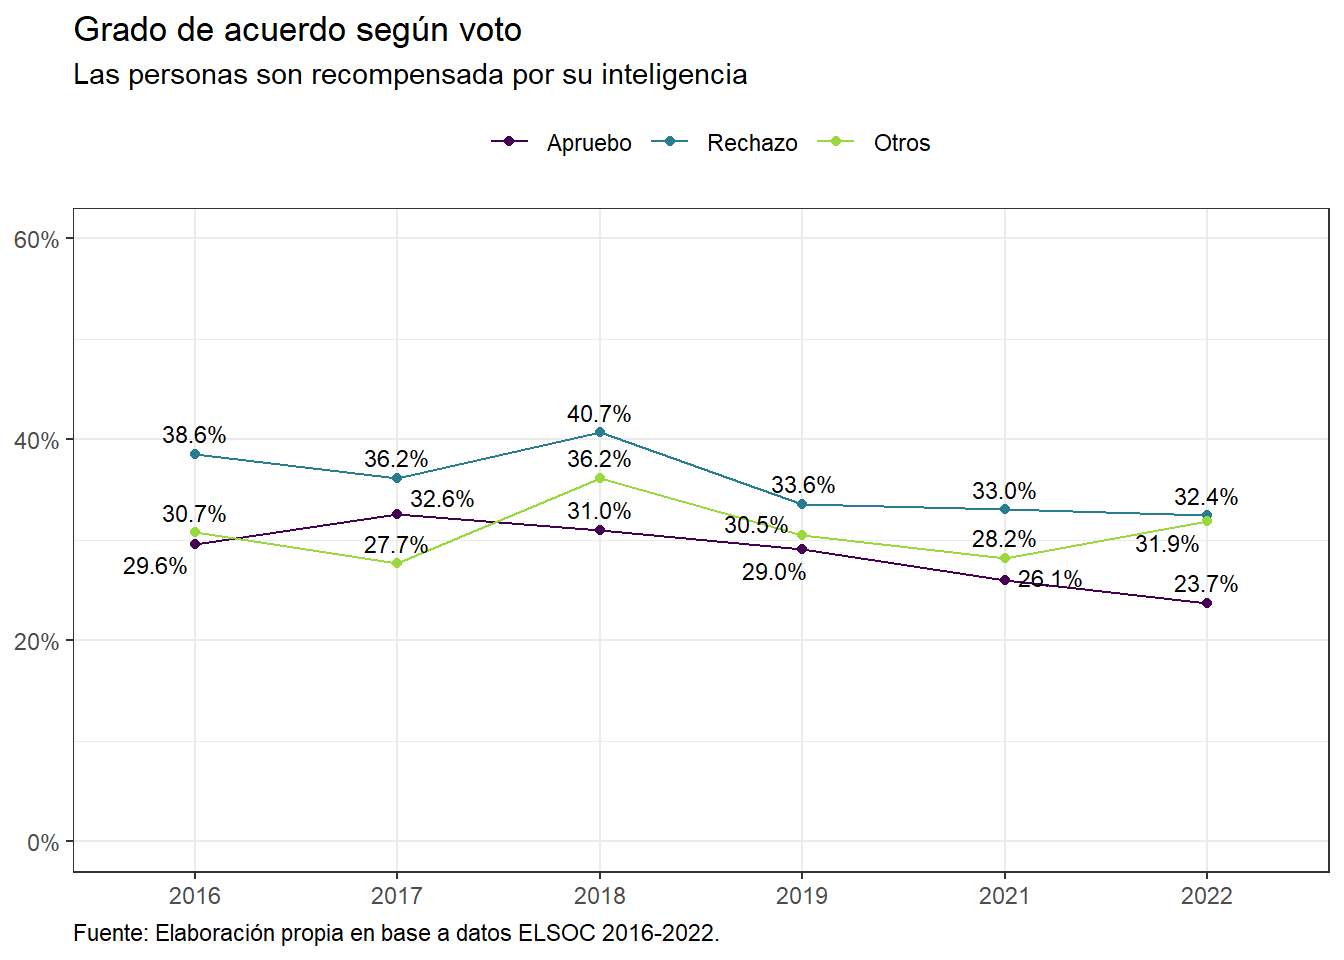 Grado de acuerdo según voto
Las personas son recompensada por su inteligencia
Apruebo Rechazo Otros
60%
40%
20%
0%
40.7%
38.6%
36.2% 36.2%
33.6% 33.0% 32.4%
32.6%
30.7% 31.0% 30.5%
27.7% 28.2% 31.9%
29.6% 29.0% 26.1% 23.7%
2016 2017 2018 2019 2021 2022
Fuente: Elaboración propia en base a datos ELSOC 2016-2022.